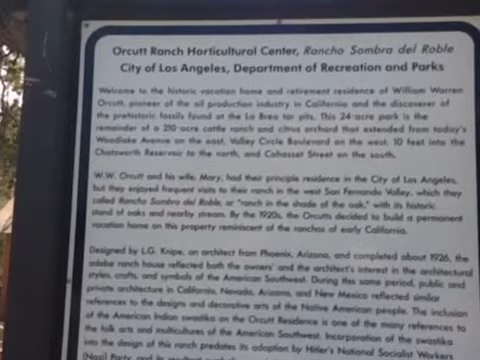 Orcutt Ranch Horticultural Center, Rancho Sombra del Roble
City of Los Angeles, Department of Recreation and Parks
Welcome to the historic vacation home and retirement residence of William Warren
Orcutt, pioneer of the oil production industry in California and the discoverer of
the prehistoric fossils found at the La Brea tar pits. This 24-acre park is the
remainder of a 210-acre cattle ranch and citrus orchard that extended from today's
Woodlake Avenue on the east, Valley Circle Boulevard on the west, 10 feet into the
Chatsworth Reservoir to the north, and Cohasset Street on the south.
W.W. Orcutt and his wife, Mary, had their principle residence in the City of Los Angeles,
but they enjoyed frequent visits to their ranch in the west San Fernando Valley, which they
called Rancho Sombra del Roble, or "ranch in the shade of the oak," with its historic
stand of oaks and nearby stream. By the 1920s, the Orcutts decided to build a permanent
vacation home on this property reminiscent of the ranchos of early California.
Designed by L.G. Knipe, an architect from Phoenix, Arizona, and completed about 1926, the
adobe ranch house reflected both the owners' and the architect's interest in the architectural
styles, crafts, and symbols of the American Southwest. During this same period, public and
private architecture in California, Nevada, Arizona, and New Mexico reflected similar
references to the designs and decorative arts of the Native American people. The inclusion
of the American Indian swastika on the Orcutt Residence is one of the many references to
the folk arts and multicultures of the American Southwest. Incorporation of the swastika
into the design of this ranch predates its adoption by Hitler's National Socialist Workers
(Nazi) Party, and its